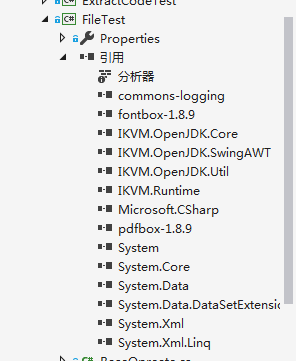 ExtractCodeTest
FileTest
Properties
引用
分析器
commons-logging
fontbox-1.8.9
IKVM.OpenJDK.Core
IKVM.OpenJDK.SwingAWT
IKVM.OpenJDK.Util
IKVM.Runtime
Microsoft.CSharp
pdfbox-1.8.9
System
System.Core
System.Data
System.Data.DataSetExtensio
System.Xml
System.Xml.Linq